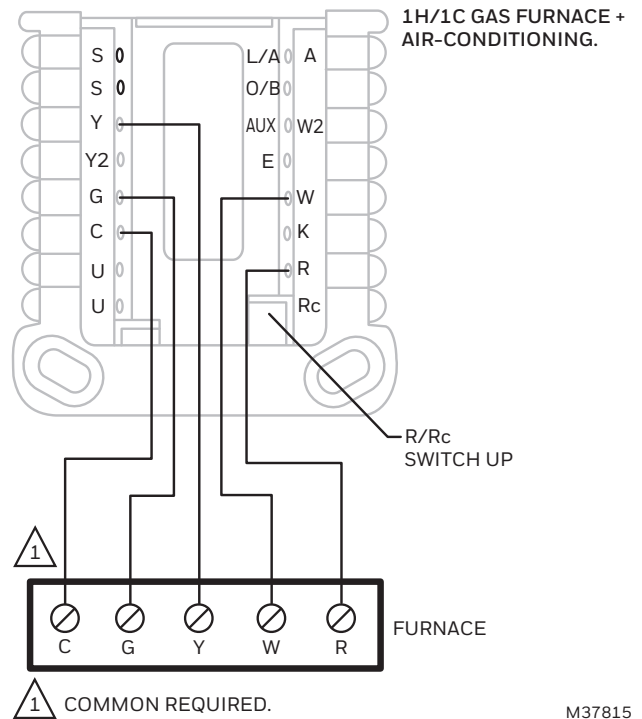 1H/1C GAS FURNACE +
AIR-CONDITIONING.
S L/A A
S O/B
Y AUX W2
Y2 E
G W
C K
U R
U Rc
R/Rc
SWITCH UP
1
C G Y W R
FURNACE
1 COMMON REQUIRED.
M37815